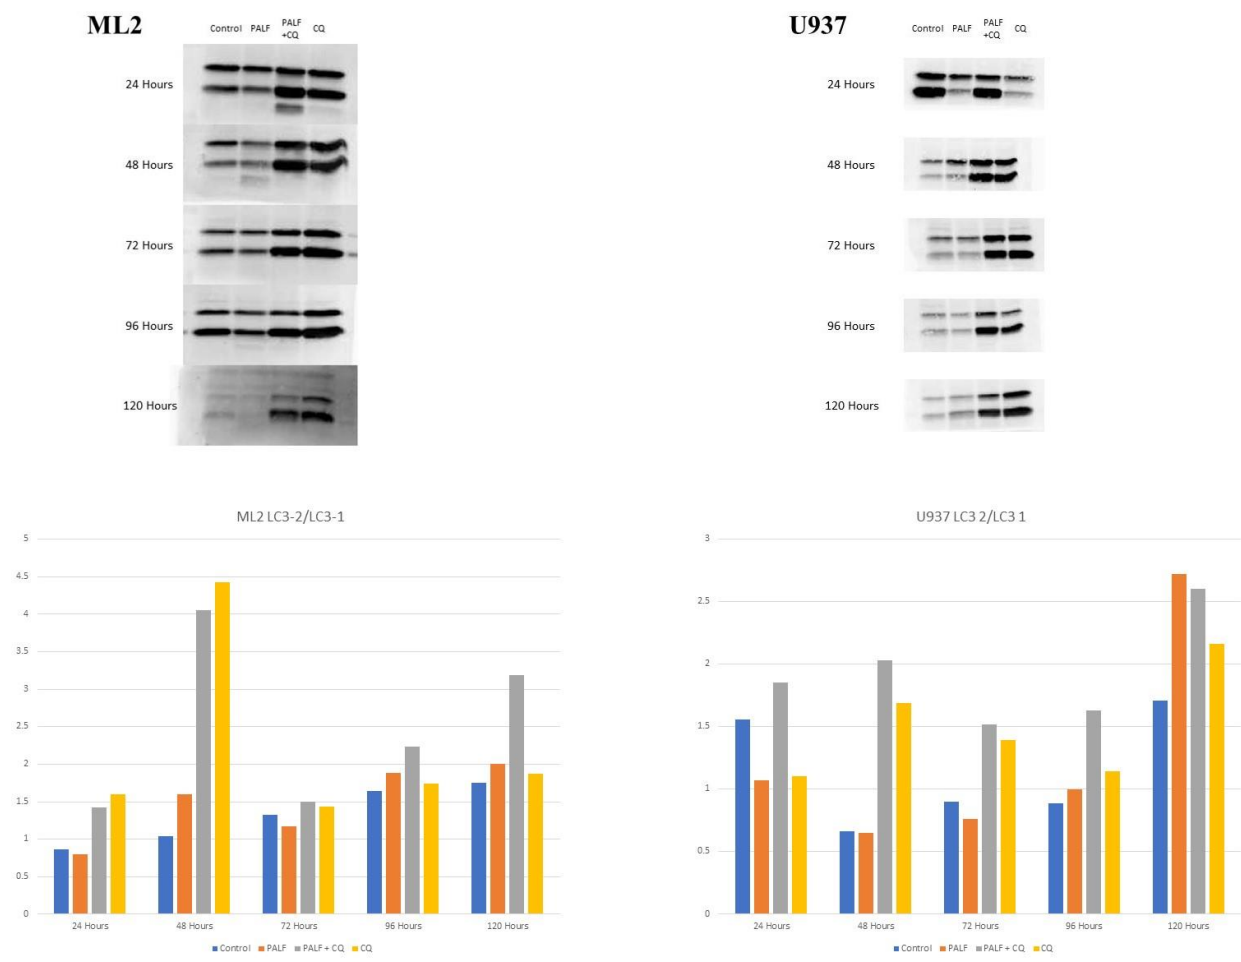 ML2
Control PALF PALF +CQ CQ
24 Hours
48 Hours
72 Hours
96 Hours
120 Hours
U937
Control PALF PALF +CQ CQ
24 Hours
48 Hours
72 Hours
96 Hours
120 Hours
ML2 LC3-2/LC3-1
5
4.5
4
3.5
3
2.5
2
1.5
1
0.5
0
24 Hours 48 Hours 72 Hours 96 Hours 120 Hours
Control PALF PALF + CQ CQ
U937 LC3 2/LC3 1
3
2.5
2
1.5
1
0.5
0
24 Hours 48 Hours 72 Hours 96 Hours 120 Hours
Control PALF PALF + CQ CQ